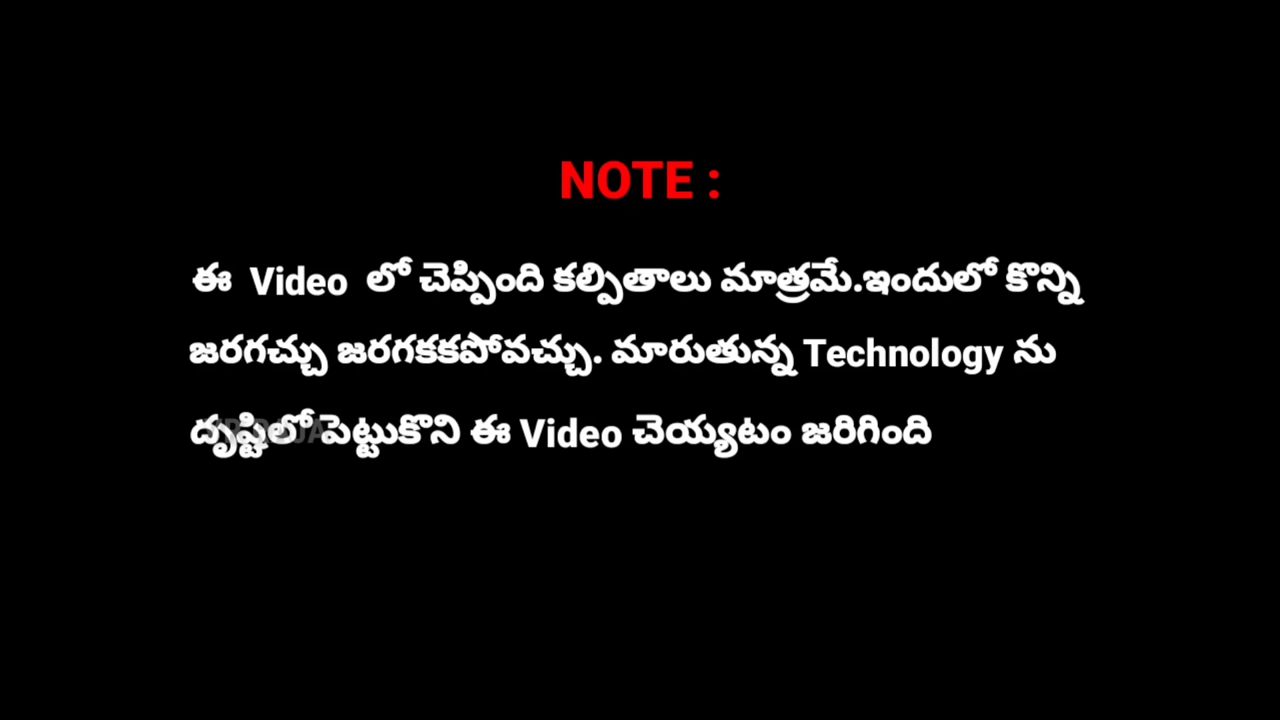 NOTE :
ఈ Video లో చెప్పింది కల్పితాలు మాత్రమే.ఇందులో కొన్ని
జరగచ్చు జరగకకపోవచ్చు. మారుతున్న Technology ను
దృష్టిలో పెట్టుకొని ఈ Video చెయ్యటం జరిగింది